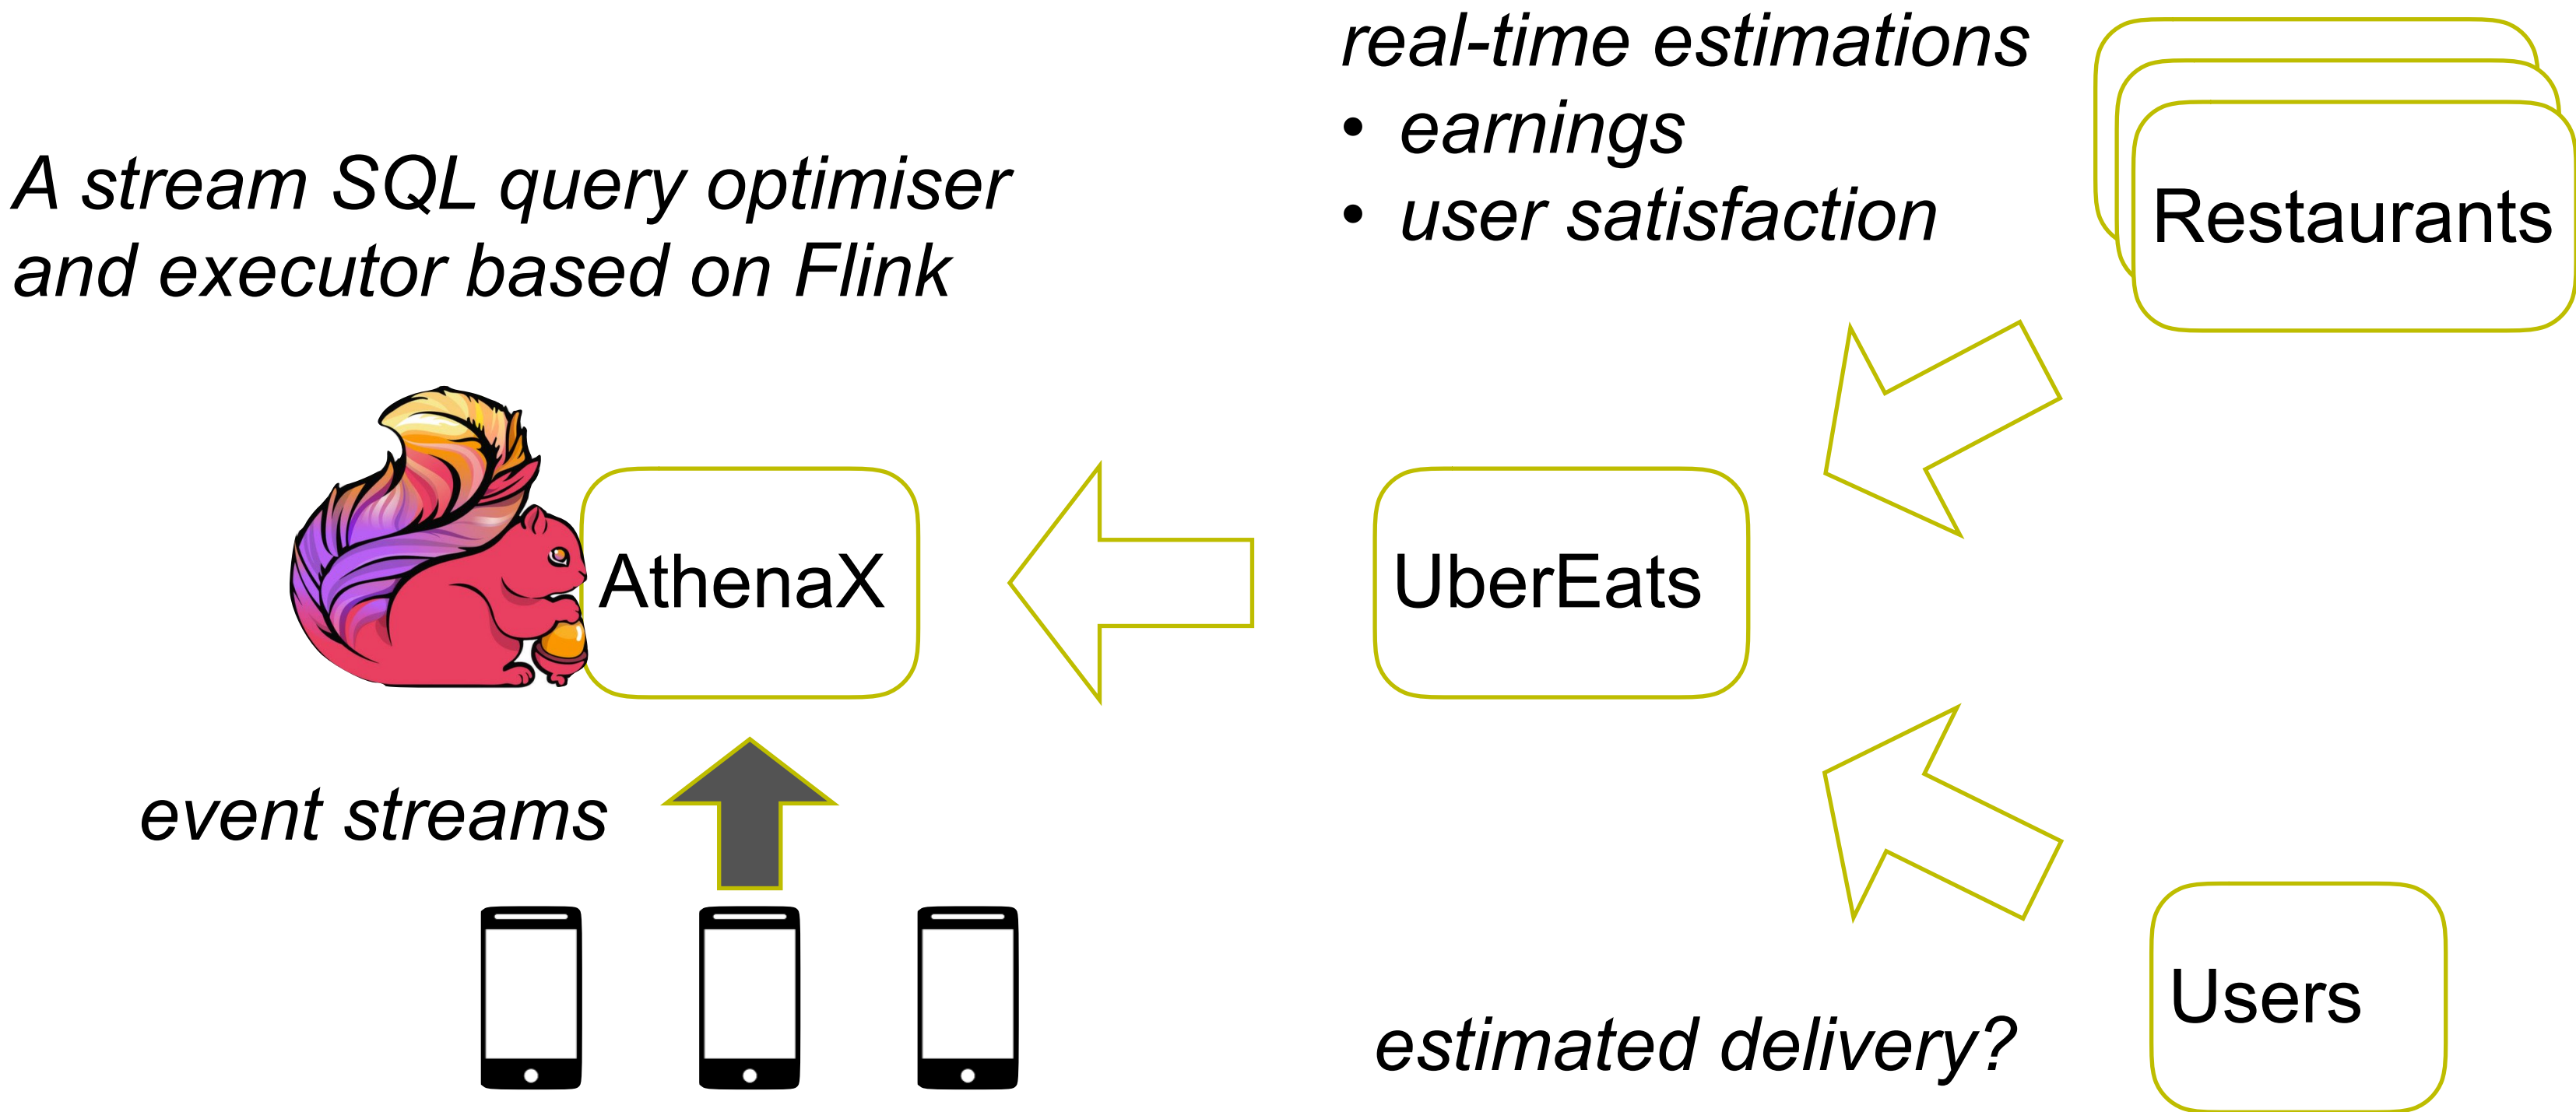 A stream SQL query optimiser
and executor based on Flink
real-time estimations
• earnings
• user satisfaction
Restaurants
AthenaX
UberEats
event streams
estimated delivery?
Users